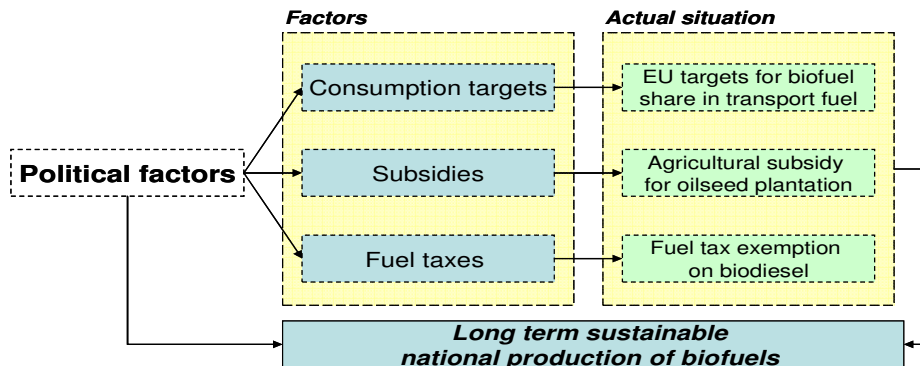 Factors
Actual situation
Consumption targets
EU targets for biofuel
share in transport fuel
Political factors
Subsidies
Agricultural subsidy
for oilseed plantation
Fuel taxes
Fuel tax exemption
on biodiesel
Long term sustainable
national production of biofuels